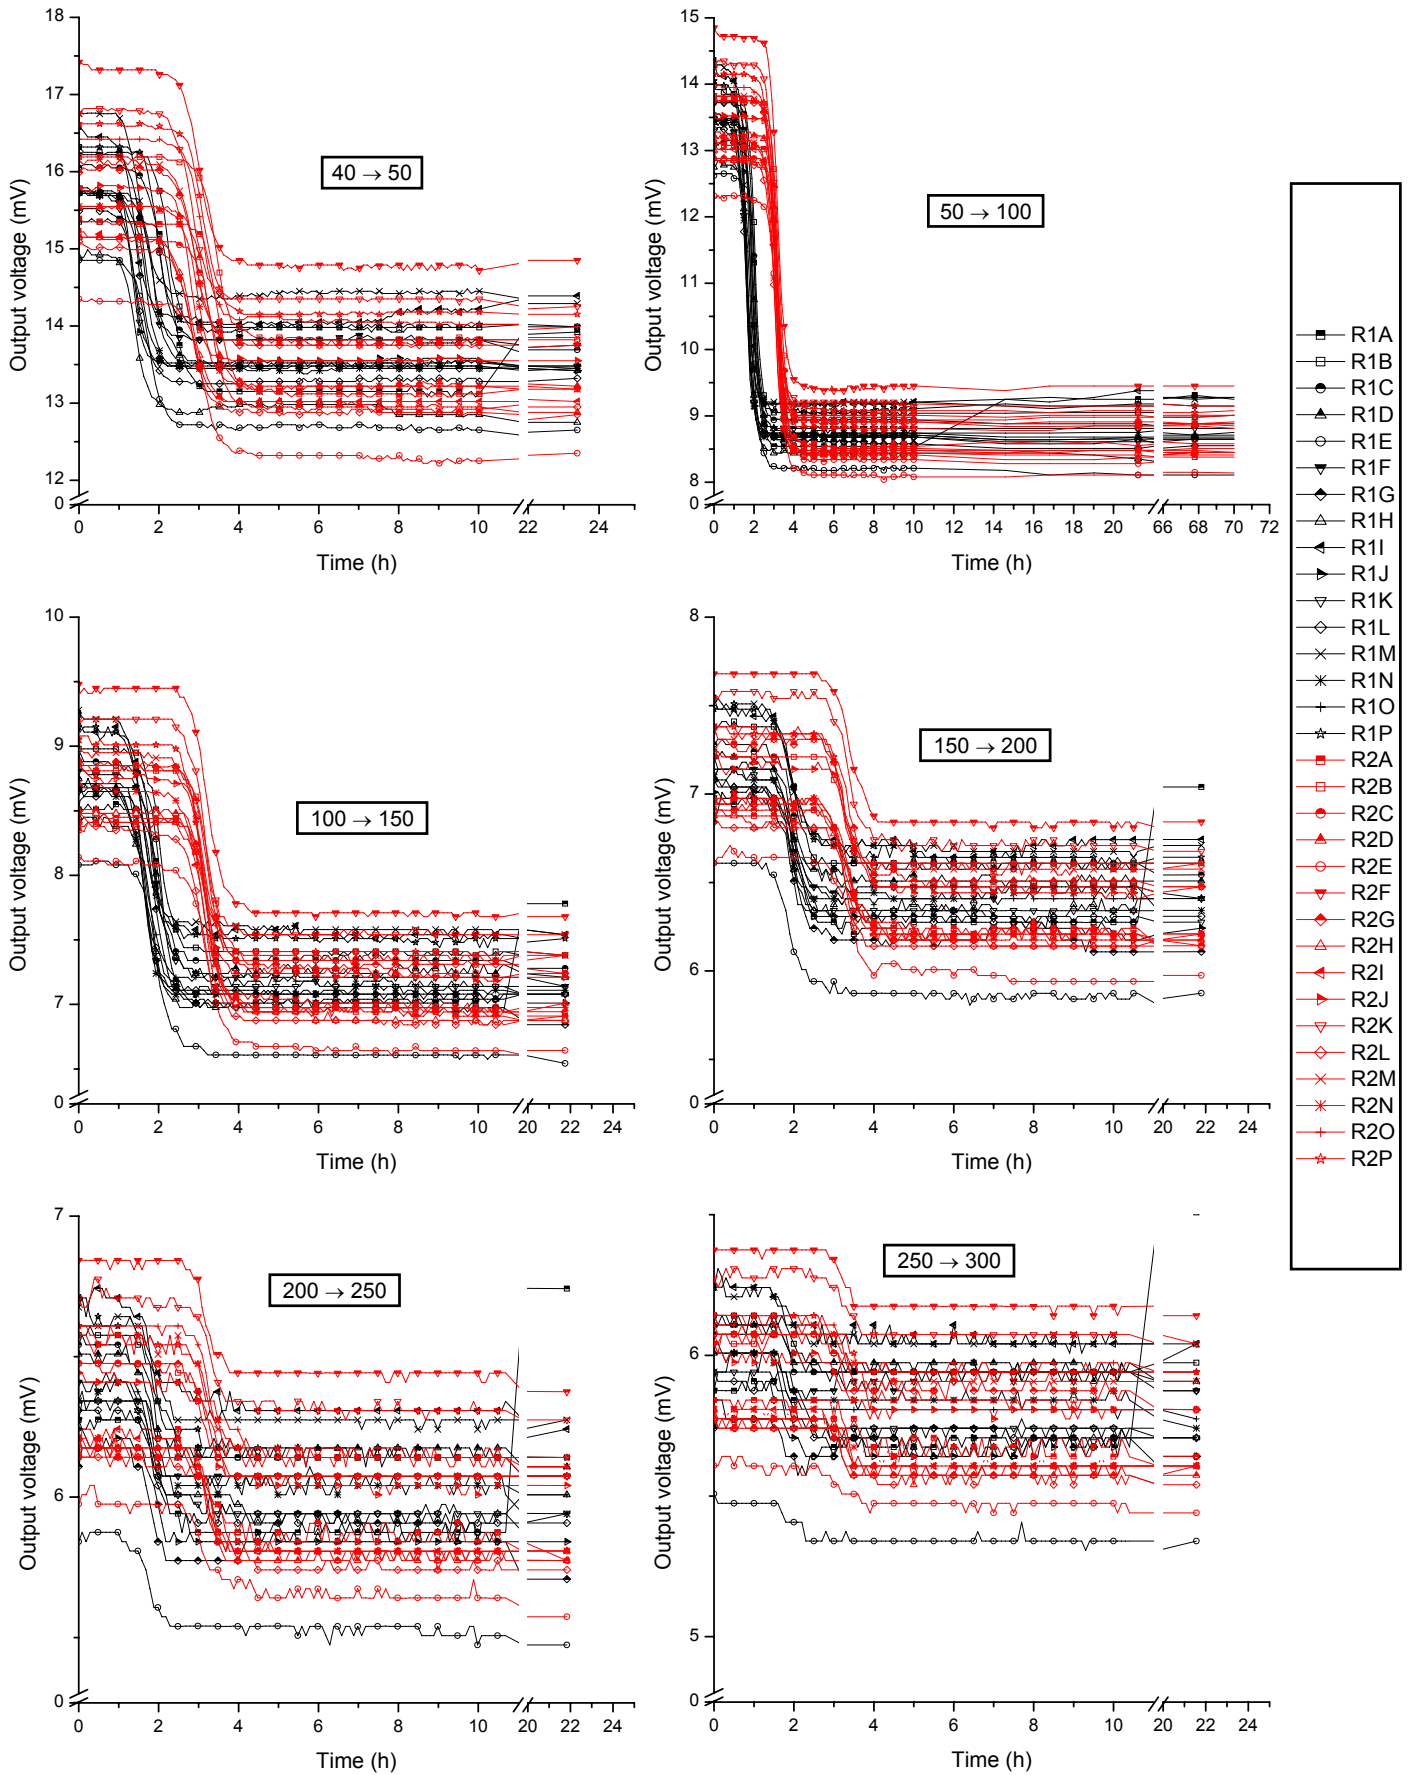 18
17
16
15
14
13
12
0
Output voltage (mV)
40 → 50
0 2 4 6 8 10 22 24
Time (h)
15
14
13
12
11
10
9
8
0
Output voltage (mV)
50 → 100
0 2 4 6 8 10 12 14 16 18 20 66 68 70 72
Time (h)
10
9
8
7
0
Output voltage (mV)
100 → 150
0 2 4 6 8 10 20 22 24
Time (h)
8
7
6
0
Output voltage (mV)
150 → 200
0 2 4 6 8 10 20 22 24
Time (h)
7
6
0
Output voltage (mV)
200 → 250
0 2 4 6 8 10 20 22 24
Time (h)
6
5
0
Output voltage (mV)
250 → 300
0 2 4 6 8 10 20 22 24
Time (h)
R1A
R1B
R1C
R1D
R1E
R1F
R1G
R1H
R1I
R1J
R1K
R1L
R1M
R1N
R1O
R1P
R2A
R2B
R2C
R2D
R2E
R2F
R2G
R2H
R2I
R2J
R2K
R2L
R2M
R2N
R2O
R2P